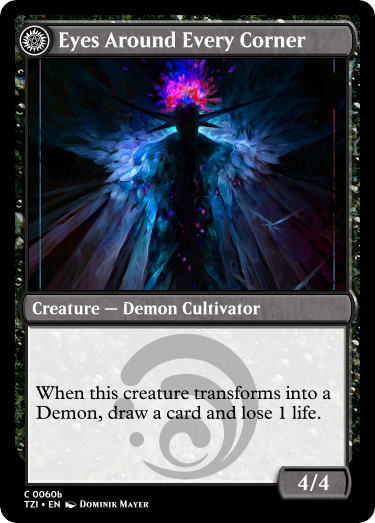 Eyes Around Every Corner
Creature — Demon Cultivator
When this creature transforms into a
Demon, draw a card and lose 1 life.
4/4
C 0060b
TZI • EN Dominik Mayer